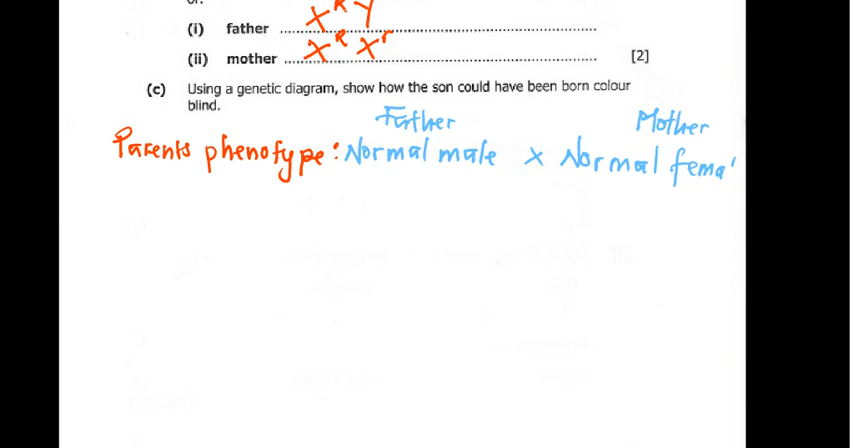 or:
(i) father X^R Y
(ii) mother X^R X^r [2]
(c) Using a genetic diagram, show how the son could have been born colour
blind.
Father Mother
Parents phenotype: Normal male x Normal fema